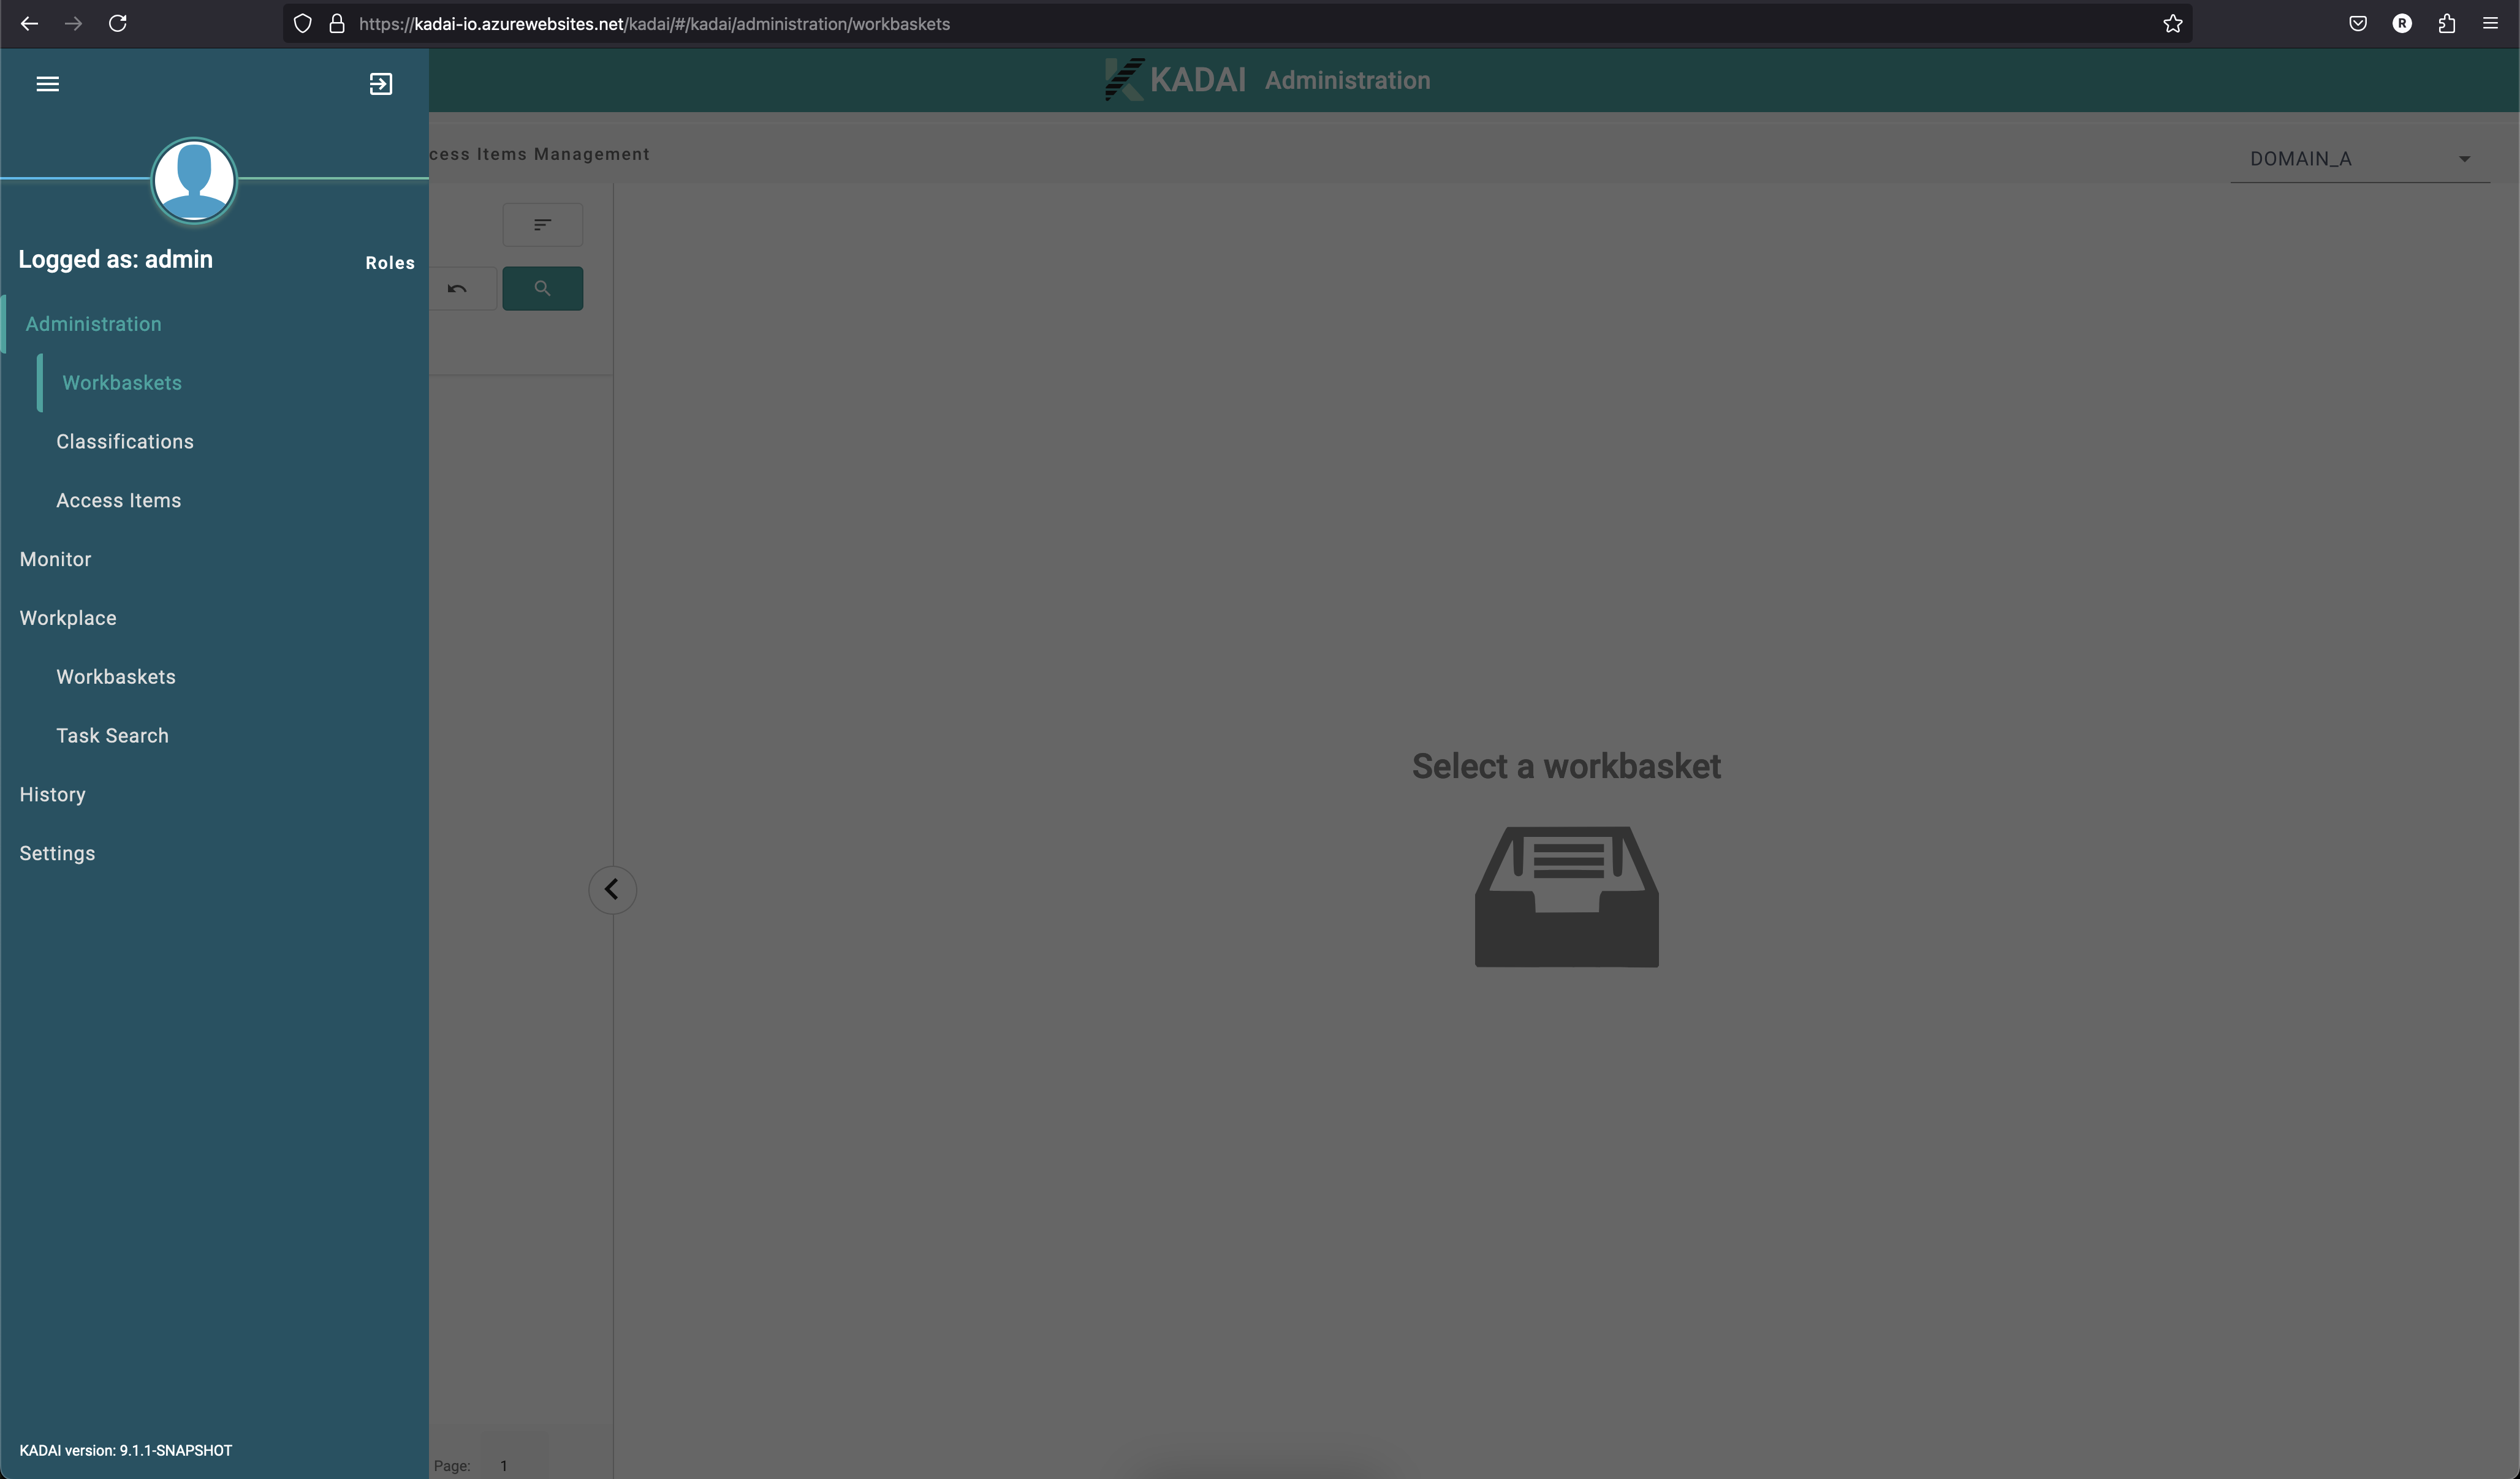 https://kadai-io.azurewebsites.net/kadai/#/kadai/administration/workbaskets
R
KADAI Administration
cess Items Management
DOMAIN_A
Logged as: admin
Roles
Administration
Workbaskets
Classifications
Access Items
Monitor
Workplace
Workbaskets
Task Search
History
Settings
Select a workbasket
KADAI version: 9.1.1-SNAPSHOT
Page: 1